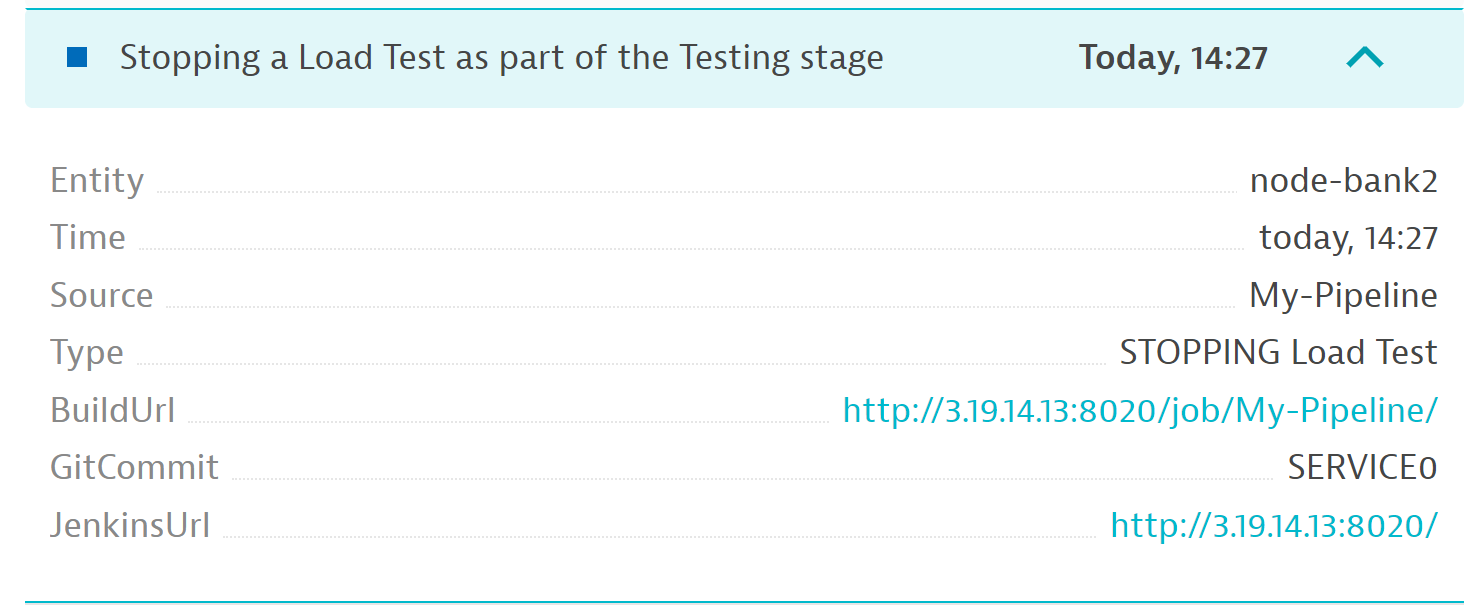 Stopping a Load Test as part of the Testing stage Today, 14:27
Entity node-bank2
Time today, 14:27
Source My-Pipeline
Type STOPPING Load Test
BuildUrl http://3.19.14.13:8020/job/My-Pipeline/
GitCommit SERVICE0
JenkinsUrl http://3.19.14.13:8020/